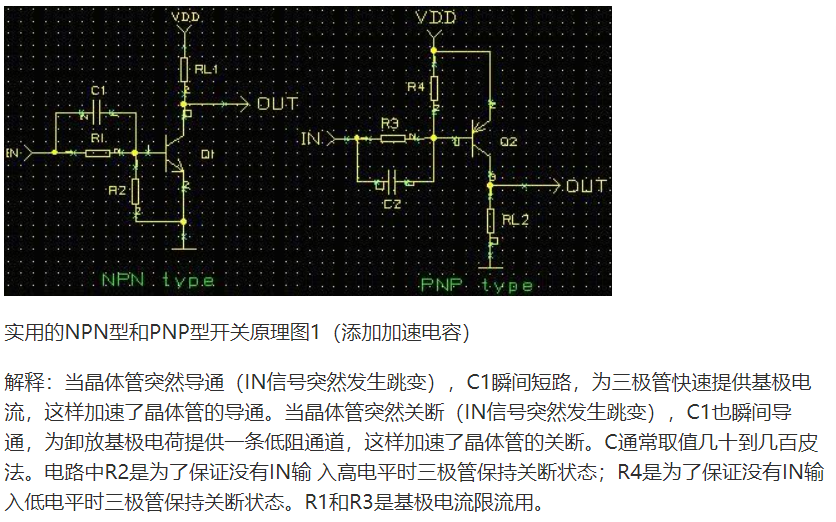 VDD
RL1
C1
OUT
R1
IN
Q1
R2
NPN type
VDD
R4
R3
IN
Q2
C2
OUT
RL2
PNP type
实用的NPN型和PNP型开关原理图1（添加加速电容）
解释：当晶体管突然导通（IN信号突然发生跳变），C1瞬间短路，为三极管快速提供基极电
流，这样加速了晶体管的导通。当晶体管突然关断（IN信号突然发生跳变），C1也瞬间导
通，为卸放基极电荷提供一条低阻通道，这样加速了晶体管的关断。C通常取值几十到几百皮
法。电路中R2是为了保证没有IN输 入高电平时三极管保持关断状态；R4是为了保证没有IN输
入低电平时三极管保持关断状态。R1和R3是基极电流限流用。